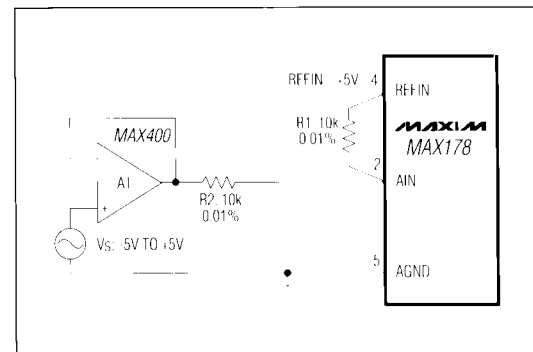 REFIN +5V 4
REFIN
MAX400
R1. 10k
0.01%
MAXIM
MAX178
2
AIN
A1
+
R2. 10k
0.01%
Vs: -5V TO +5V
5
AGND